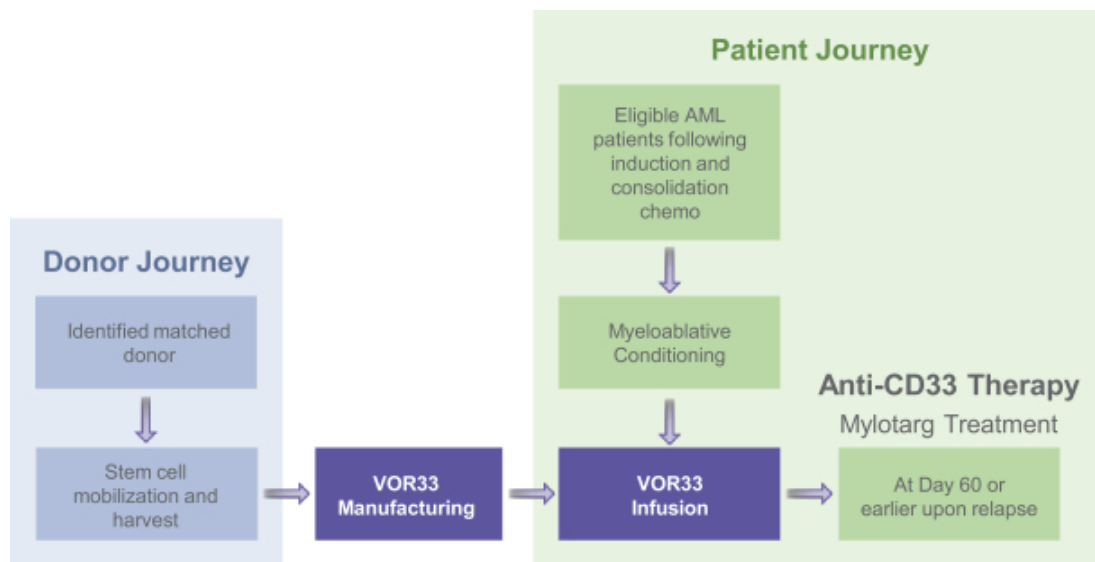 Patient Journey
Eligible AML
patients following
induction and
consolidation
chemo
Donor Journey
Identified matched
donor
Myeloablative
Conditioning
Anti-CD33 Therapy
Mylotarg Treatment
Stem cell
mobilization and
harvest
VOR33
Manufacturing
VOR33
Infusion
At Day 60 or
earlier upon relapse